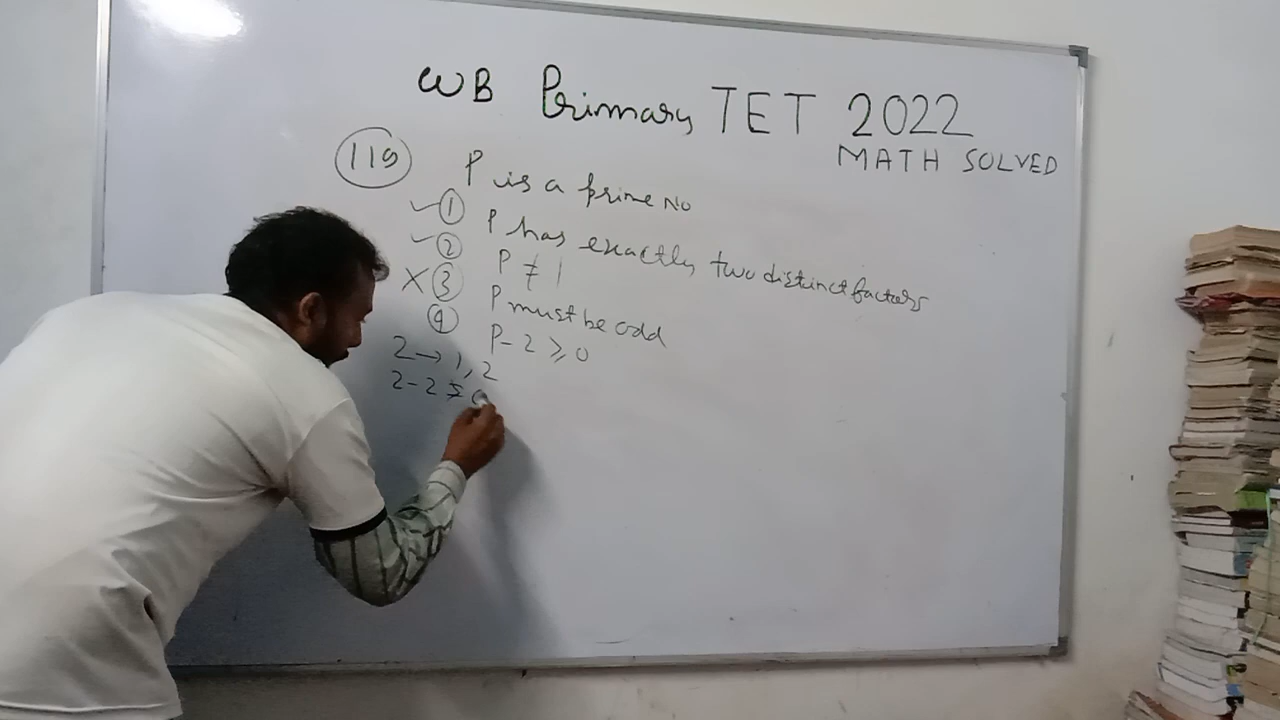 WB Primary TET 2022
MATH SOLVED
119 P is a prime No
✓ ① P has exactly two distinct factors
✓ ② P ≠ 1
X ③ P must be odd
④ P - 2 ≥ 0
2 → 1, 2
2 - 2 ≥ 0